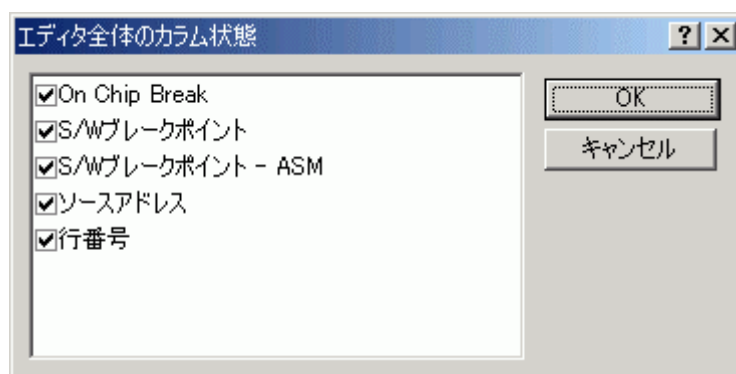 エディタ全体のカラム状態
On Chip Break
S/Wブレークポイント
S/Wブレークポイント - ASM
ソースアドレス
行番号
OK
キャンセル